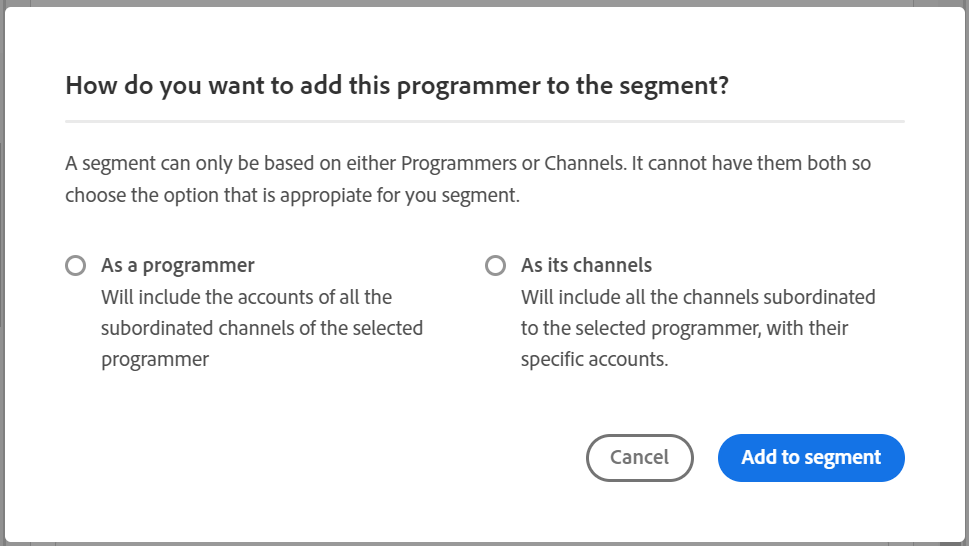 How do you want to add this programmer to the segment?
A segment can only be based on either Programmers or Channels. It cannot have them both so
choose the option that is appropiate for you segment.
As a programmer
Will include the accounts of all the
subordinated channels of the selected
programmer
As its channels
Will include all the channels subordinated
to the selected programmer, with their
specific accounts.
Cancel
Add to segment